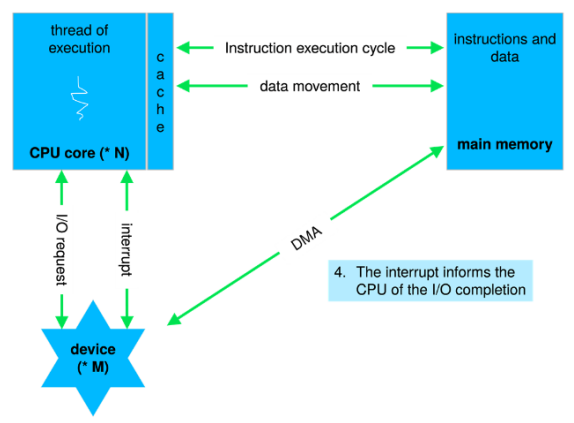 thread of
execution
cache
CPU core (* N)
Instruction execution cycle
data movement
instructions and
data
main memory
I/O request
interrupt
DMA
4. The interrupt informs the
CPU of the I/O completion
device
(* M)